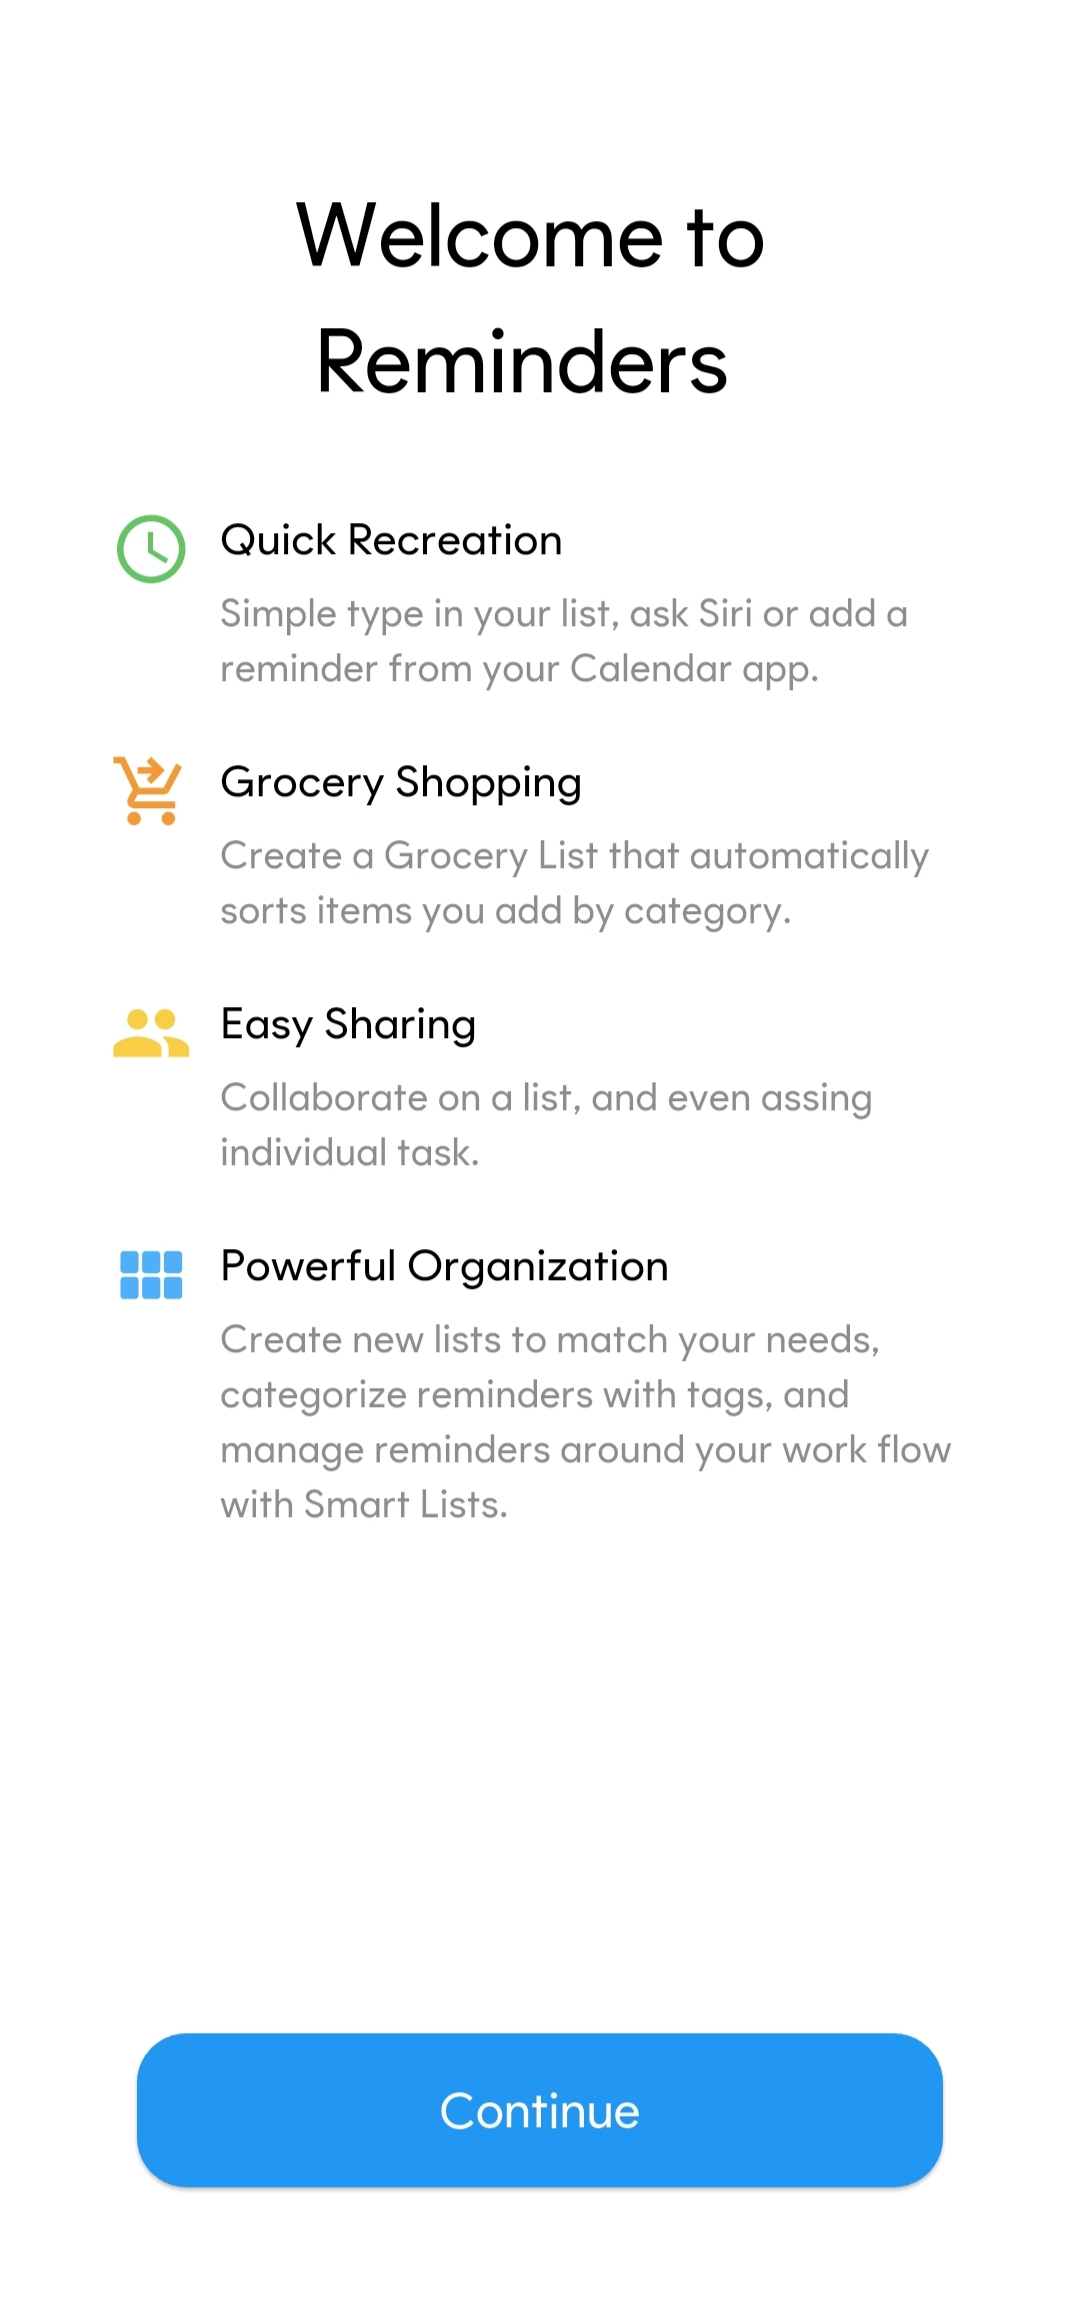 Welcome to
Reminders
Quick Recreation
Simple type in your list, ask Siri or add a
reminder from your Calendar app.
Grocery Shopping
Create a Grocery List that automatically
sorts items you add by category.
Easy Sharing
Collaborate on a list, and even assing
individual task.
Powerful Organization
Create new lists to match your needs,
categorize reminders with tags, and
manage reminders around your work flow
with Smart Lists.
Continue